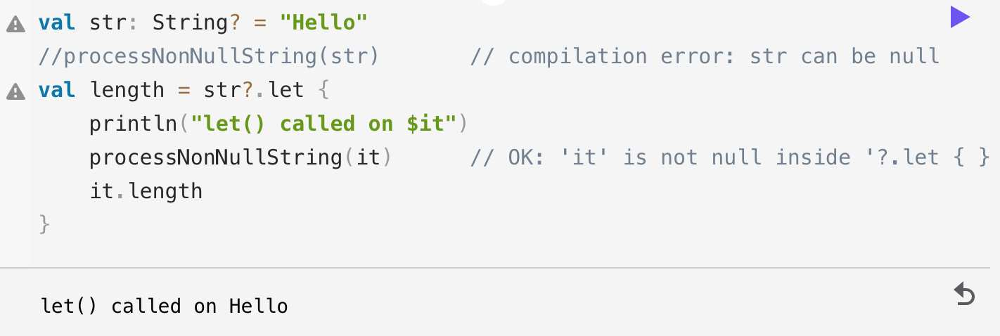 val str: String? = "Hello"
//processNonNullString(str)       // compilation error: str can be null
val length = str?.let {
    println("let() called on $it")
    processNonNullString(it)      // OK: 'it' is not null inside '?.let { }
    it.length
}
let() called on Hello